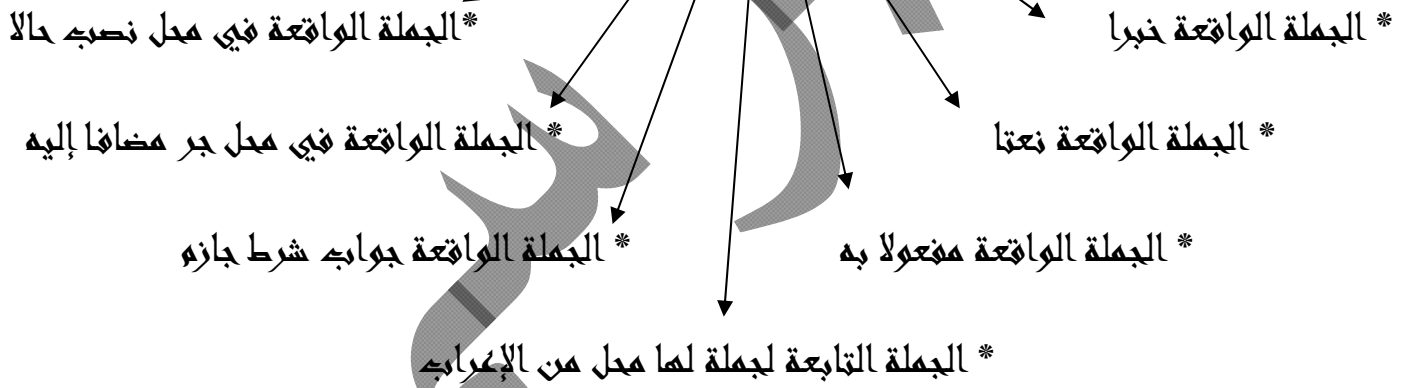 * الجملة الواقعة خبرا
*الجملة الواقعة في محل نصب حالا
* الجملة الواقعة نعتا
* الجملة الواقعة في محل جر مضافا إليه
* الجملة الواقعة مفعولا به
* الجملة الواقعة جواب شرط جازم
* الجملة التابعة لجملة لها محل من الإعراب